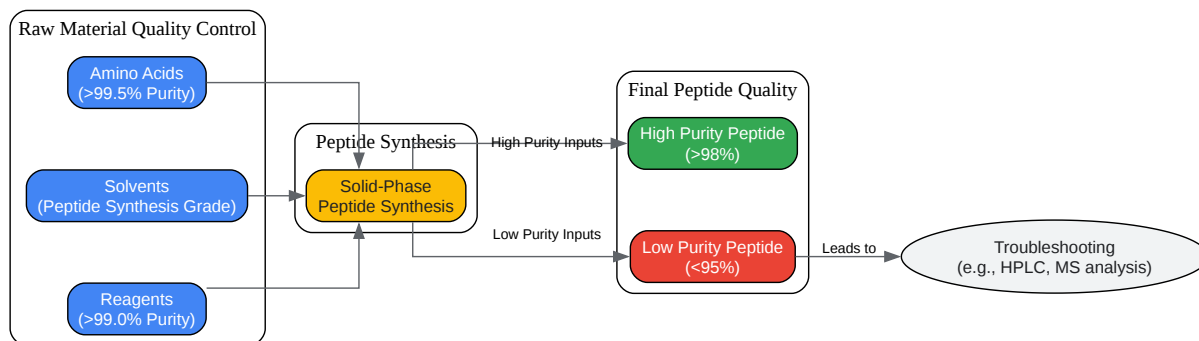 Raw Material Quality Control
Amino Acids
(>99.5% Purity)
Solvents
(Peptide Synthesis Grade)
Reagents
(>99.0% Purity)
Peptide Synthesis
Solid-Phase
Peptide Synthesis
High Purity Inputs
Low Purity Inputs
Final Peptide Quality
High Purity Peptide
(>98%)
Low Purity Peptide
(<95%)
Leads to
Troubleshooting
(e.g., HPLC, MS analysis)